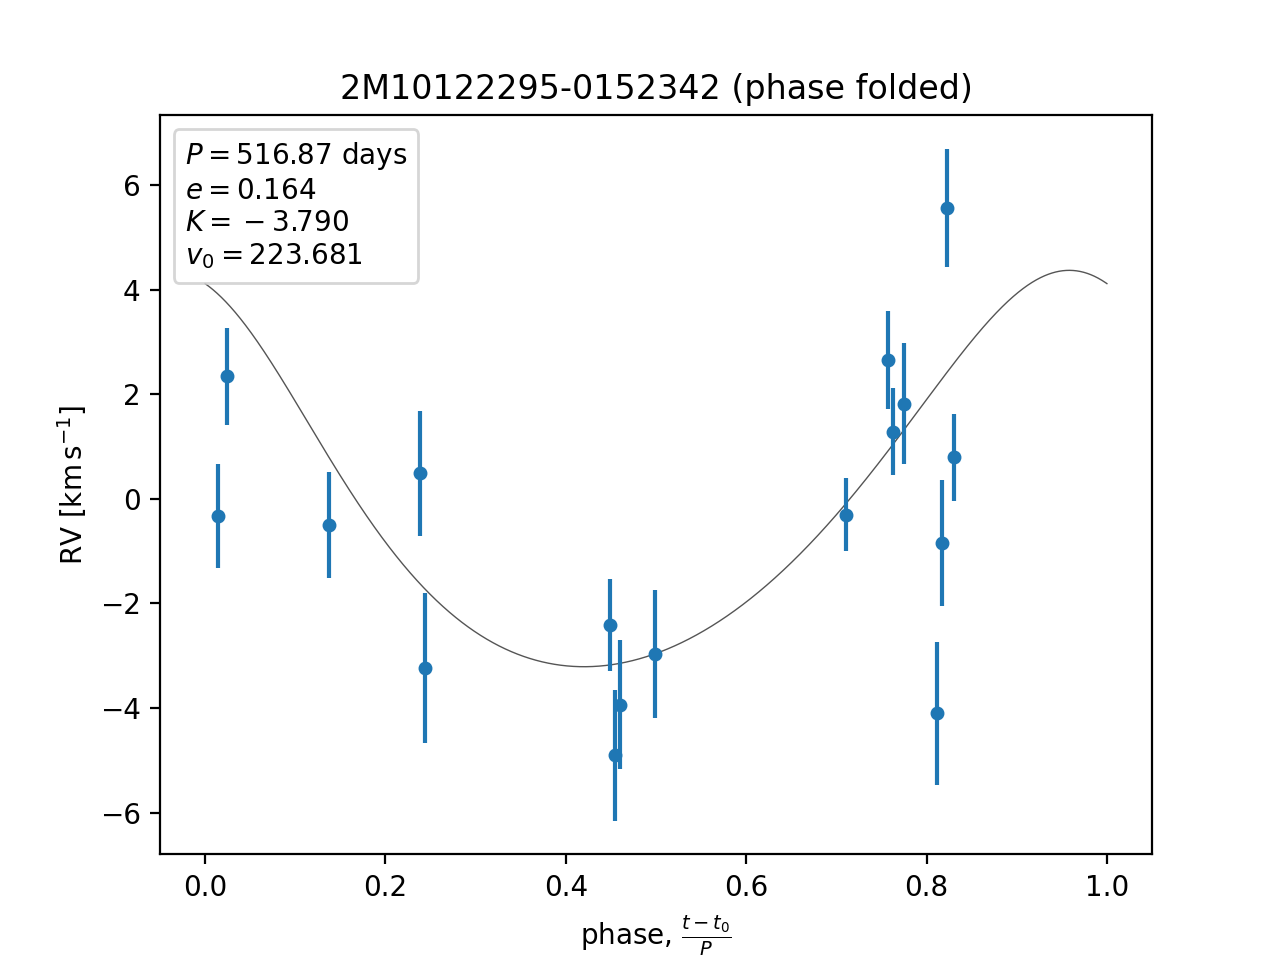 2M10122295-0152342 (phase folded)
P = 516.87 days
e = 0.164
K = −3.790
v₀ = 223.681
6
4
2
0
−2
−4
−6
RV [km s⁻¹]
0.0 0.2 0.4 0.6 0.8 1.0
phase, (t − t₀)/P